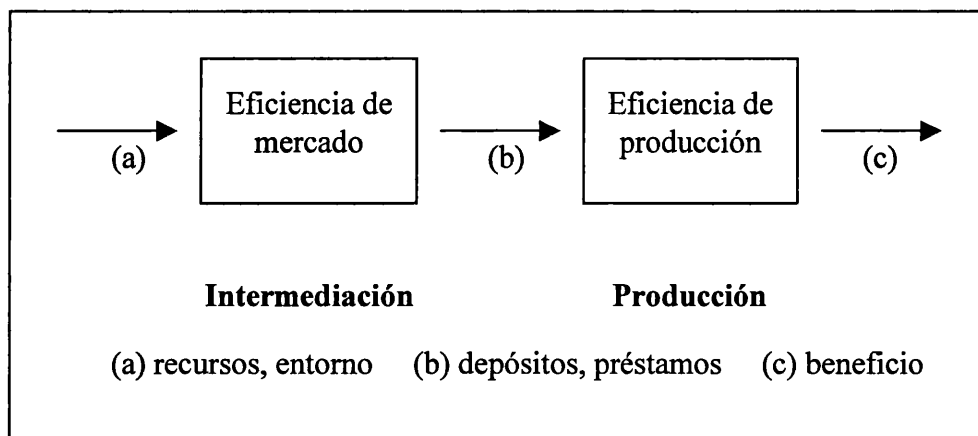 Eficiencia de
mercado
Eficiencia de
producción
(a)
(b)
(c)
Intermediación
Producción
(a) recursos, entorno (b) depósitos, préstamos (c) beneficio